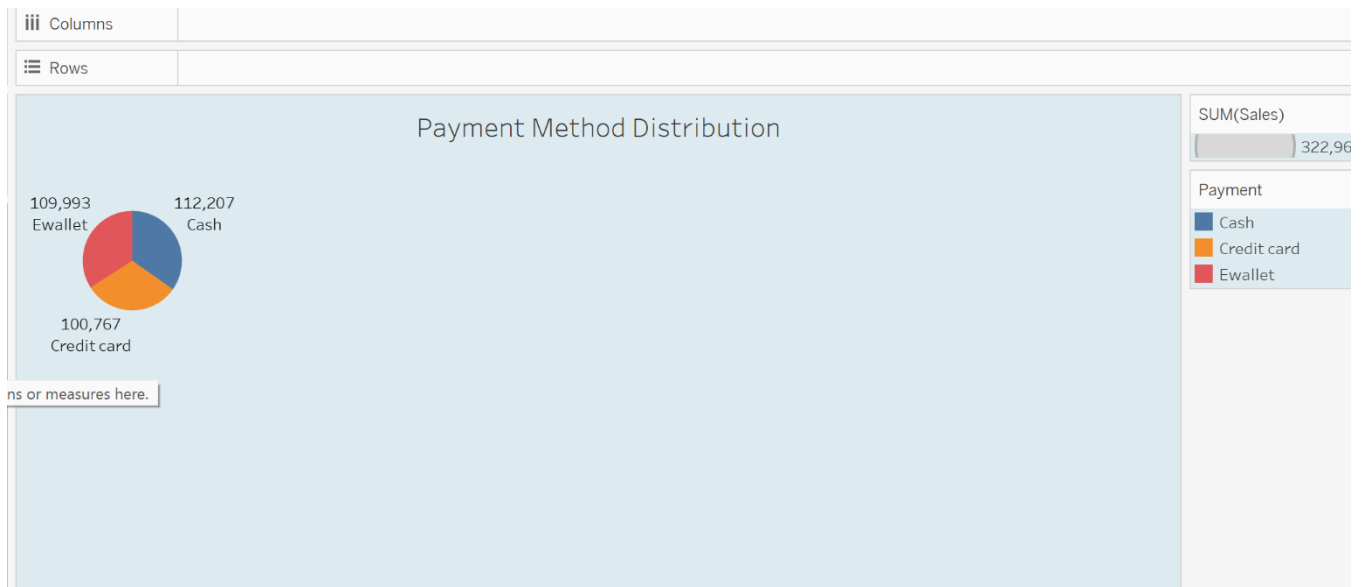 Columns
Rows
Payment Method Distribution
109,993
Ewallet
112,207
Cash
100,767
Credit card
ns or measures here.
SUM(Sales)
322,96
Payment
Cash
Credit card
Ewallet